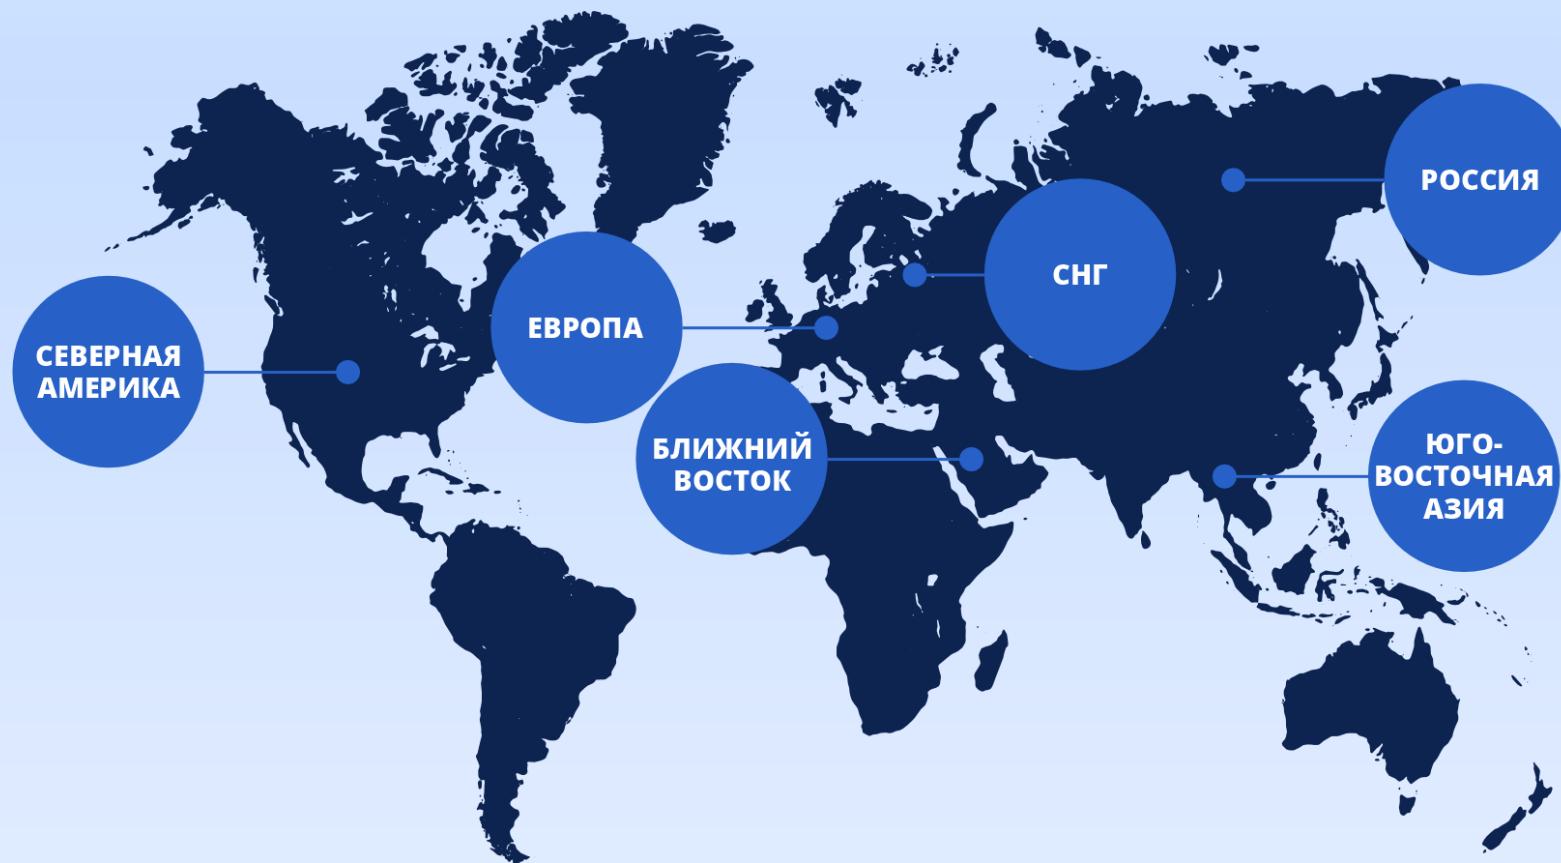 РОССИЯ
СНГ
ЕВРОПА
СЕВЕРНАЯ
АМЕРИКА
БЛИЖНИЙ
ВОСТОК
ЮГО-
ВОСТОЧНАЯ
АЗИЯ